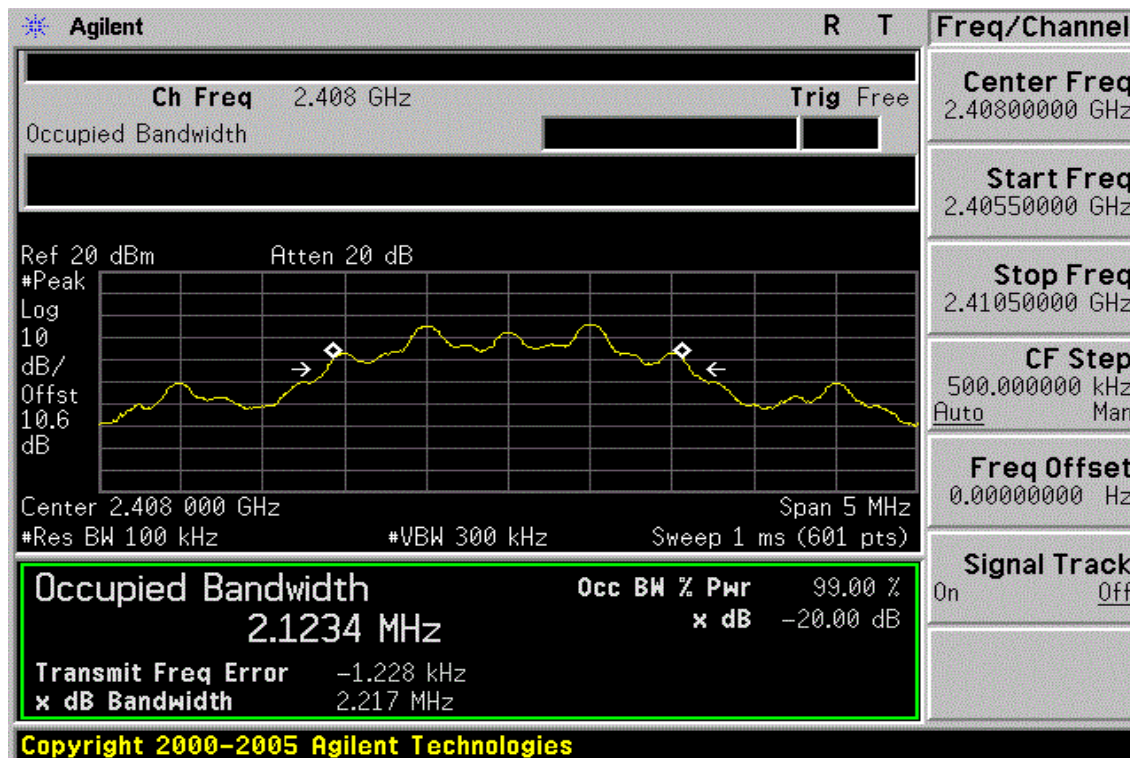 Agilent R T
Ch Freq 2.408 GHz Trig Free
Occupied Bandwidth
Ref 20 dBm Atten 20 dB
#Peak
Log
10
dB/
Offst
10.6
dB
Center 2.408 000 GHz Span 5 MHz
#Res BW 100 kHz #VBW 300 kHz Sweep 1 ms (601 pts)
Occupied Bandwidth
2.1234 MHz
Occ BW % Pwr 99.00 %
x dB -20.00 dB
Transmit Freq Error -1.228 kHz
x dB Bandwidth 2.217 MHz
Copyright 2000-2005 Agilent Technologies
Freq/Channel
Center Freq
2.40800000 GHz
Start Freq
2.40550000 GHz
Stop Freq
2.41050000 GHz
CF Step
500.000000 kHz
Auto Man
Freq Offset
0.00000000 Hz
Signal Track
On Off